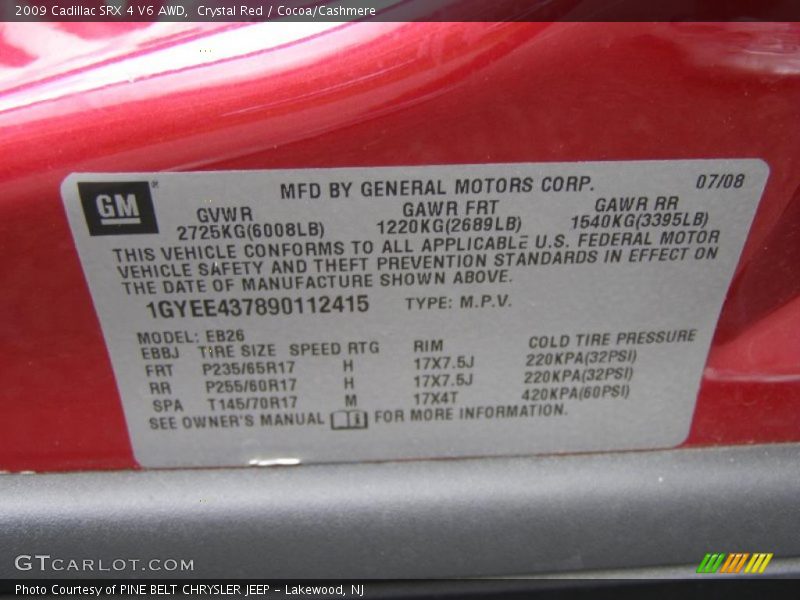 2009 Cadillac SRX 4 V6 AWD, Crystal Red / Cocoa/Cashmere
GM
MFD BY GENERAL MOTORS CORP. 07/08
GVWR GAWR FRT GAWR RR
2725KG(6008LB) 1220KG(2689LB) 1540KG(3395LB)
THIS VEHICLE CONFORMS TO ALL APPLICABLE U.S. FEDERAL MOTOR
VEHICLE SAFETY AND THEFT PREVENTION STANDARDS IN EFFECT ON
THE DATE OF MANUFACTURE SHOWN ABOVE.
1GYEE437890112415 TYPE: M.P.V.
MODEL: EB26
EBBJ TIRE SIZE SPEED RTG RIM COLD TIRE PRESSURE
FRT P235/65R17 H 17X7.5J 220KPA(32PSI)
RR P255/60R17 H 17X7.5J 220KPA(32PSI)
SPA T145/70R17 M 17X4T 420KPA(60PSI)
SEE OWNER'S MANUAL FOR MORE INFORMATION.
GTCARLOT.COM
Photo Courtesy of PINE BELT CHRYSLER JEEP - Lakewood, NJ